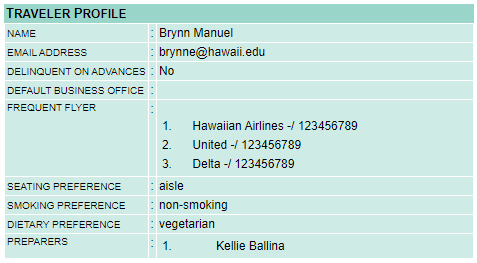 TRAVELER PROFILE
NAME : Brynn Manuel
EMAIL ADDRESS : brynne@hawaii.edu
DELINQUENT ON ADVANCES : No
DEFAULT BUSINESS OFFICE :
FREQUENT FLYER :
1. Hawaiian Airlines -/ 123456789
2. United -/ 123456789
3. Delta -/ 123456789
SEATING PREFERENCE : aisle
SMOKING PREFERENCE : non-smoking
DIETARY PREFERENCE : vegetarian
PREPARERS : 1. Kellie Ballina